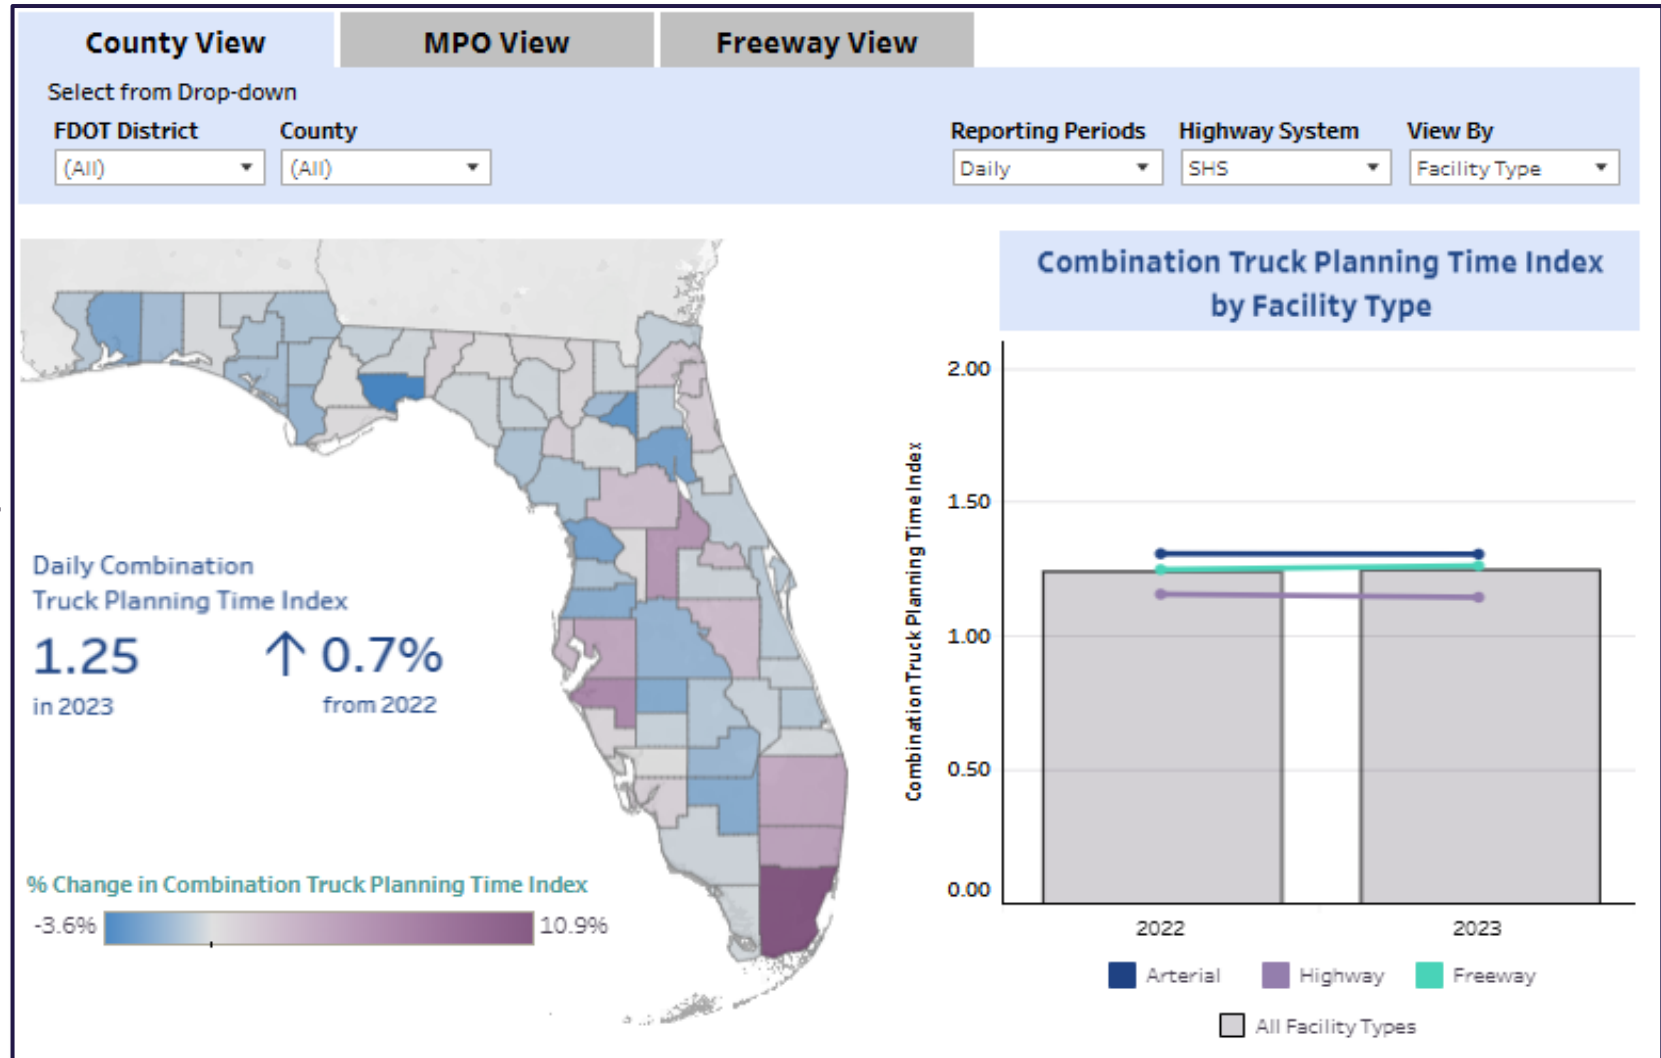 County View
MPO View
Freeway View
Select from Drop-down
FDOT District
County
Reporting Periods
Highway System
View By
(All)
(All)
Daily
SHS
Facility Type
Combination Truck Planning Time Index
by Facility Type
Daily Combination
Truck Planning Time Index
1.25
↑ 0.7%
in 2023
from 2022
% Change in Combination Truck Planning Time Index
-3.6%
10.9%
Combination Truck Planning Time Index
2.00
1.50
1.00
0.50
0.00
2022
2023
Arterial
Highway
Freeway
All Facility Types